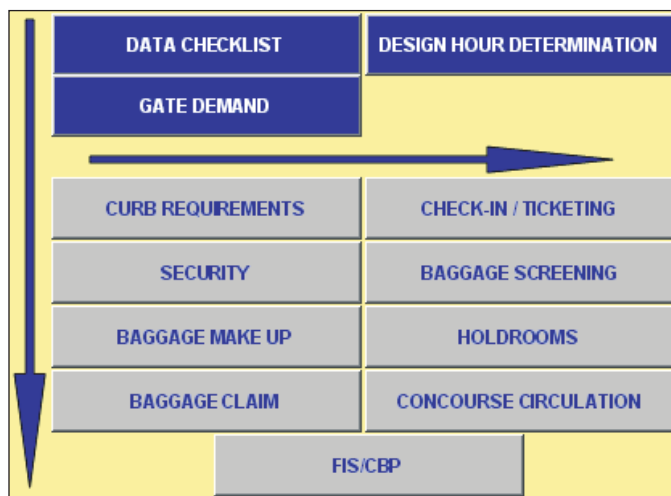 DATA CHECKLIST
DESIGN HOUR DETERMINATION
GATE DEMAND
CURB REQUIREMENTS
CHECK-IN / TICKETING
SECURITY
BAGGAGE SCREENING
BAGGAGE MAKE UP
HOLDROOMS
BAGGAGE CLAIM
CONCOURSE CIRCULATION
FIS/CBP